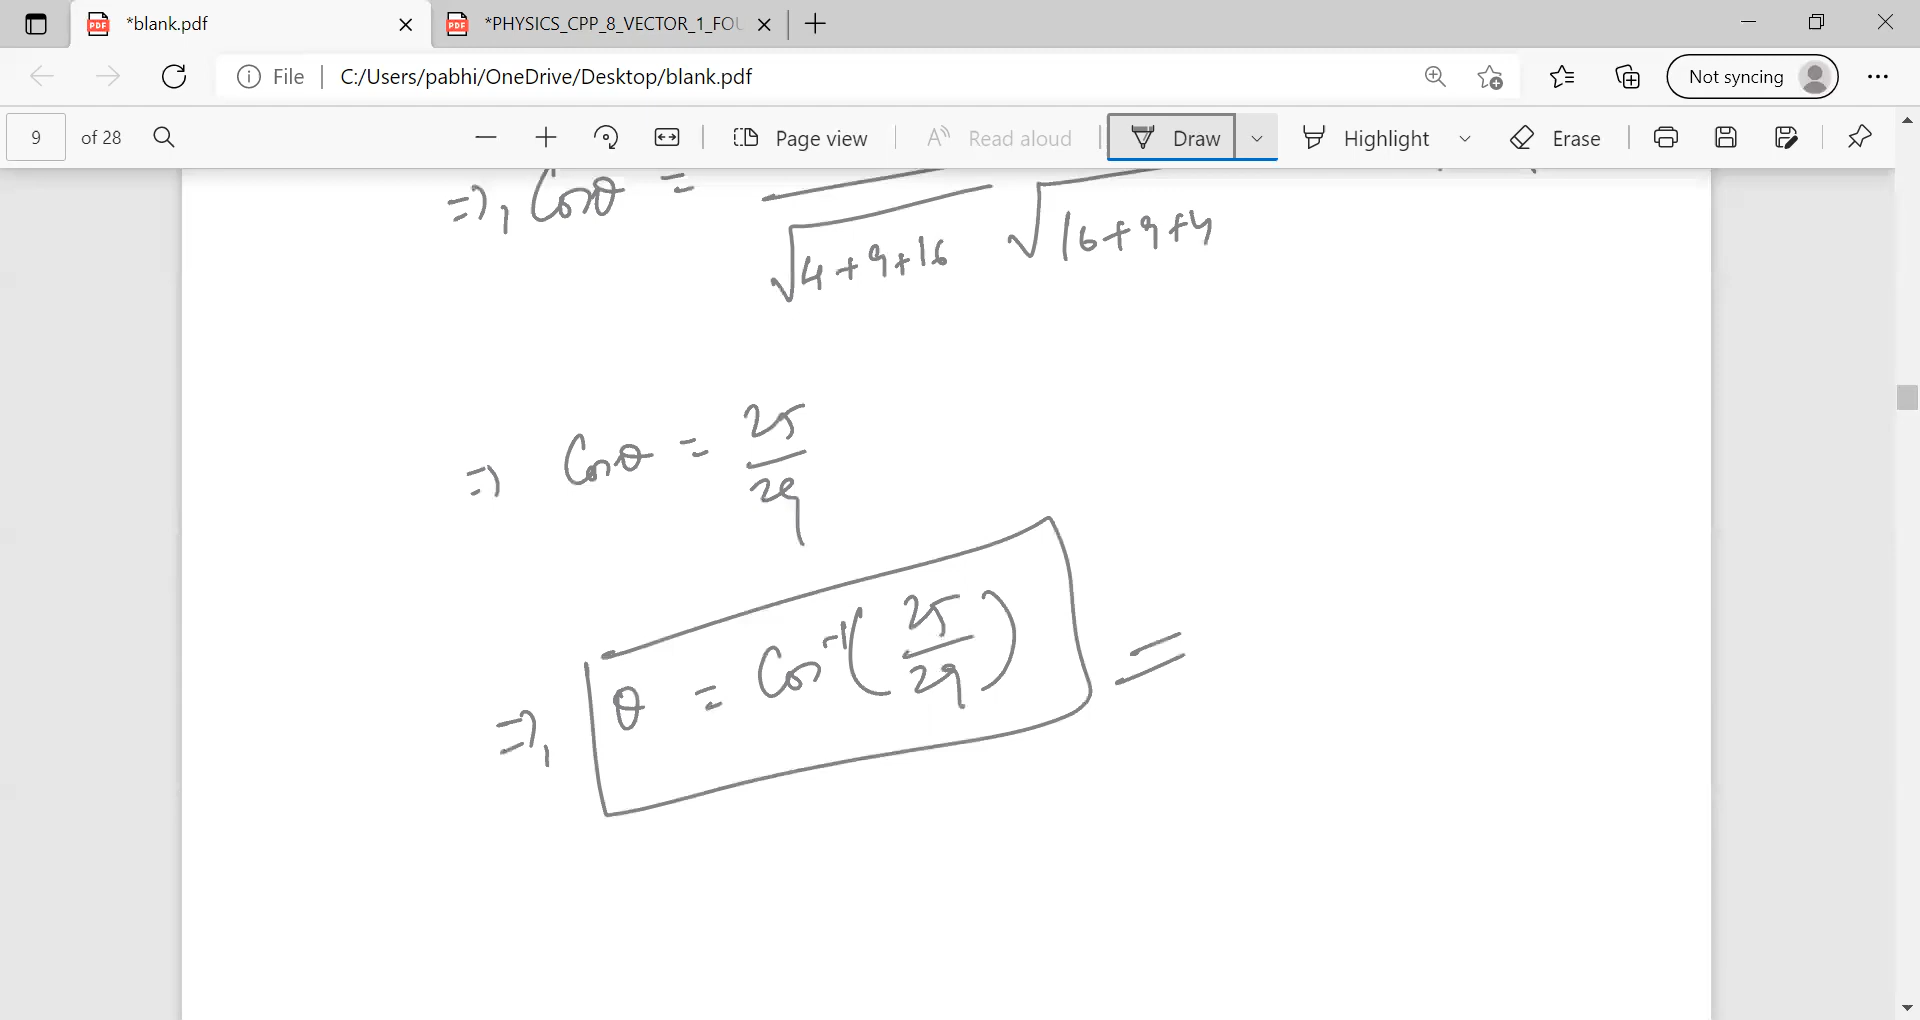 *blank.pdf
*PHYSICS_CPP_8_VECTOR_1_FOU
File | C:/Users/pabhi/OneDrive/Desktop/blank.pdf
Not syncing
9 of 28
Page view
Read aloud
Draw
Highlight
Erase
⇒, Cosθ =
√4+9+16 √16+9+4
⇒ Cosθ = 25/29
⇒, θ = Cos⁻¹(25/29) =